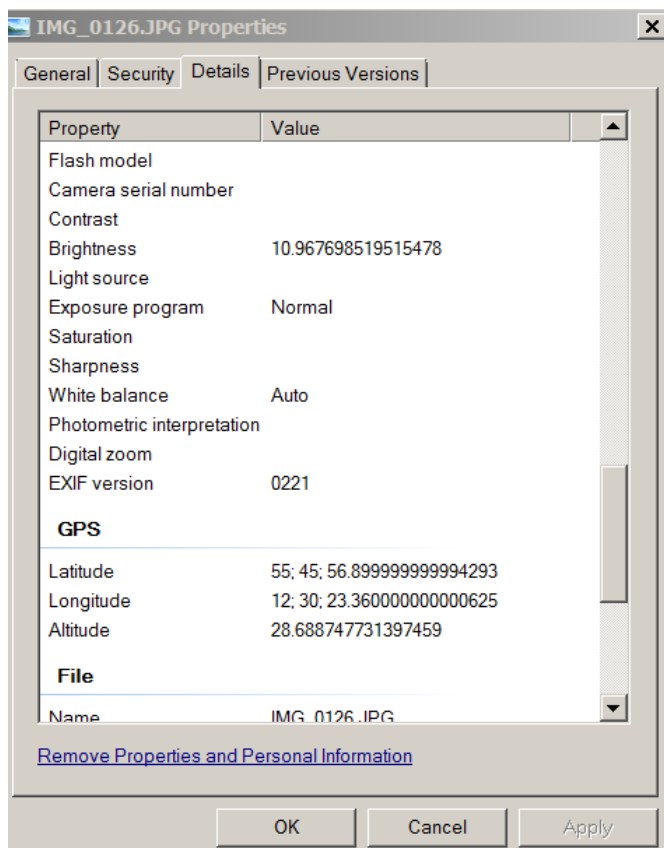 IMG_0126.JPG Properties
General Security Details Previous Versions
Property Value
Flash model
Camera serial number
Contrast
Brightness 10.967698519515478
Light source
Exposure program Normal
Saturation
Sharpness
White balance Auto
Photometric interpretation
Digital zoom
EXIF version 0221
GPS
Latitude 55; 45; 56.899999999994293
Longitude 12; 30; 23.360000000000625
Altitude 28.688747731397459
File
Name IMG_0126.JPG
Remove Properties and Personal Information
OK Cancel Apply